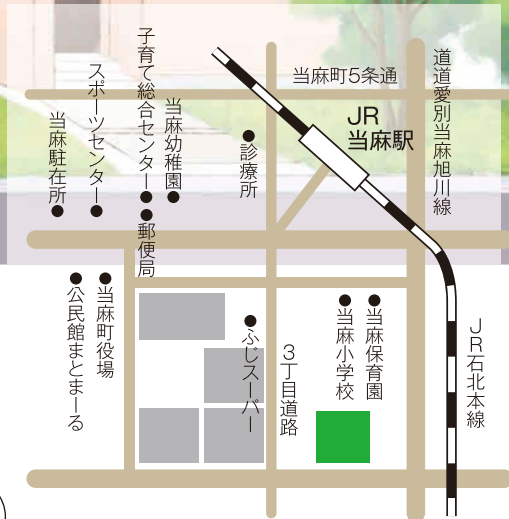 当麻町5条通
JR
当麻駅
道道愛別当麻旭川線
子育て総合センター
スポーツセンター
当麻幼稚園
当麻駐在所
診療所
郵便局
当麻町役場
公民館まとまーる
ふじスーパー
3丁目道路
当麻小学校
当麻保育園
JR石北本線